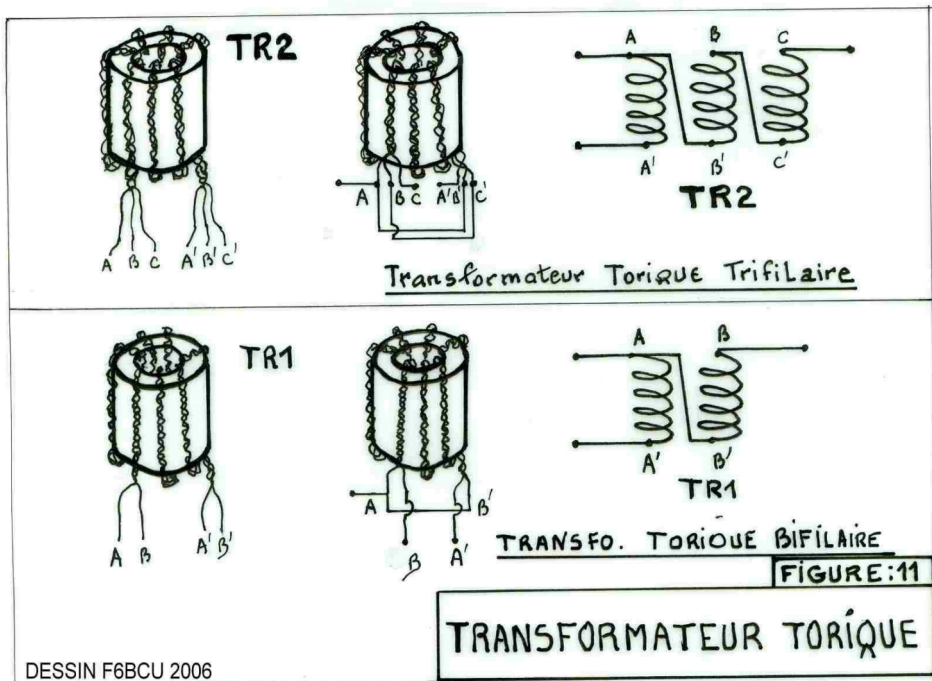 TR2
A B C A' B' C'
A B C A' B' C'
A B C
A' B' C'
TR2
Transformateur Torique Trifilaire
TR1
A B A' B'
A B'
B A'
A B
A' B'
TR1
TRANSFO. TORIQUE BIFILAIRE
FIGURE:11
TRANSFORMATEUR TORIQUE
DESSIN F6BCU 2006